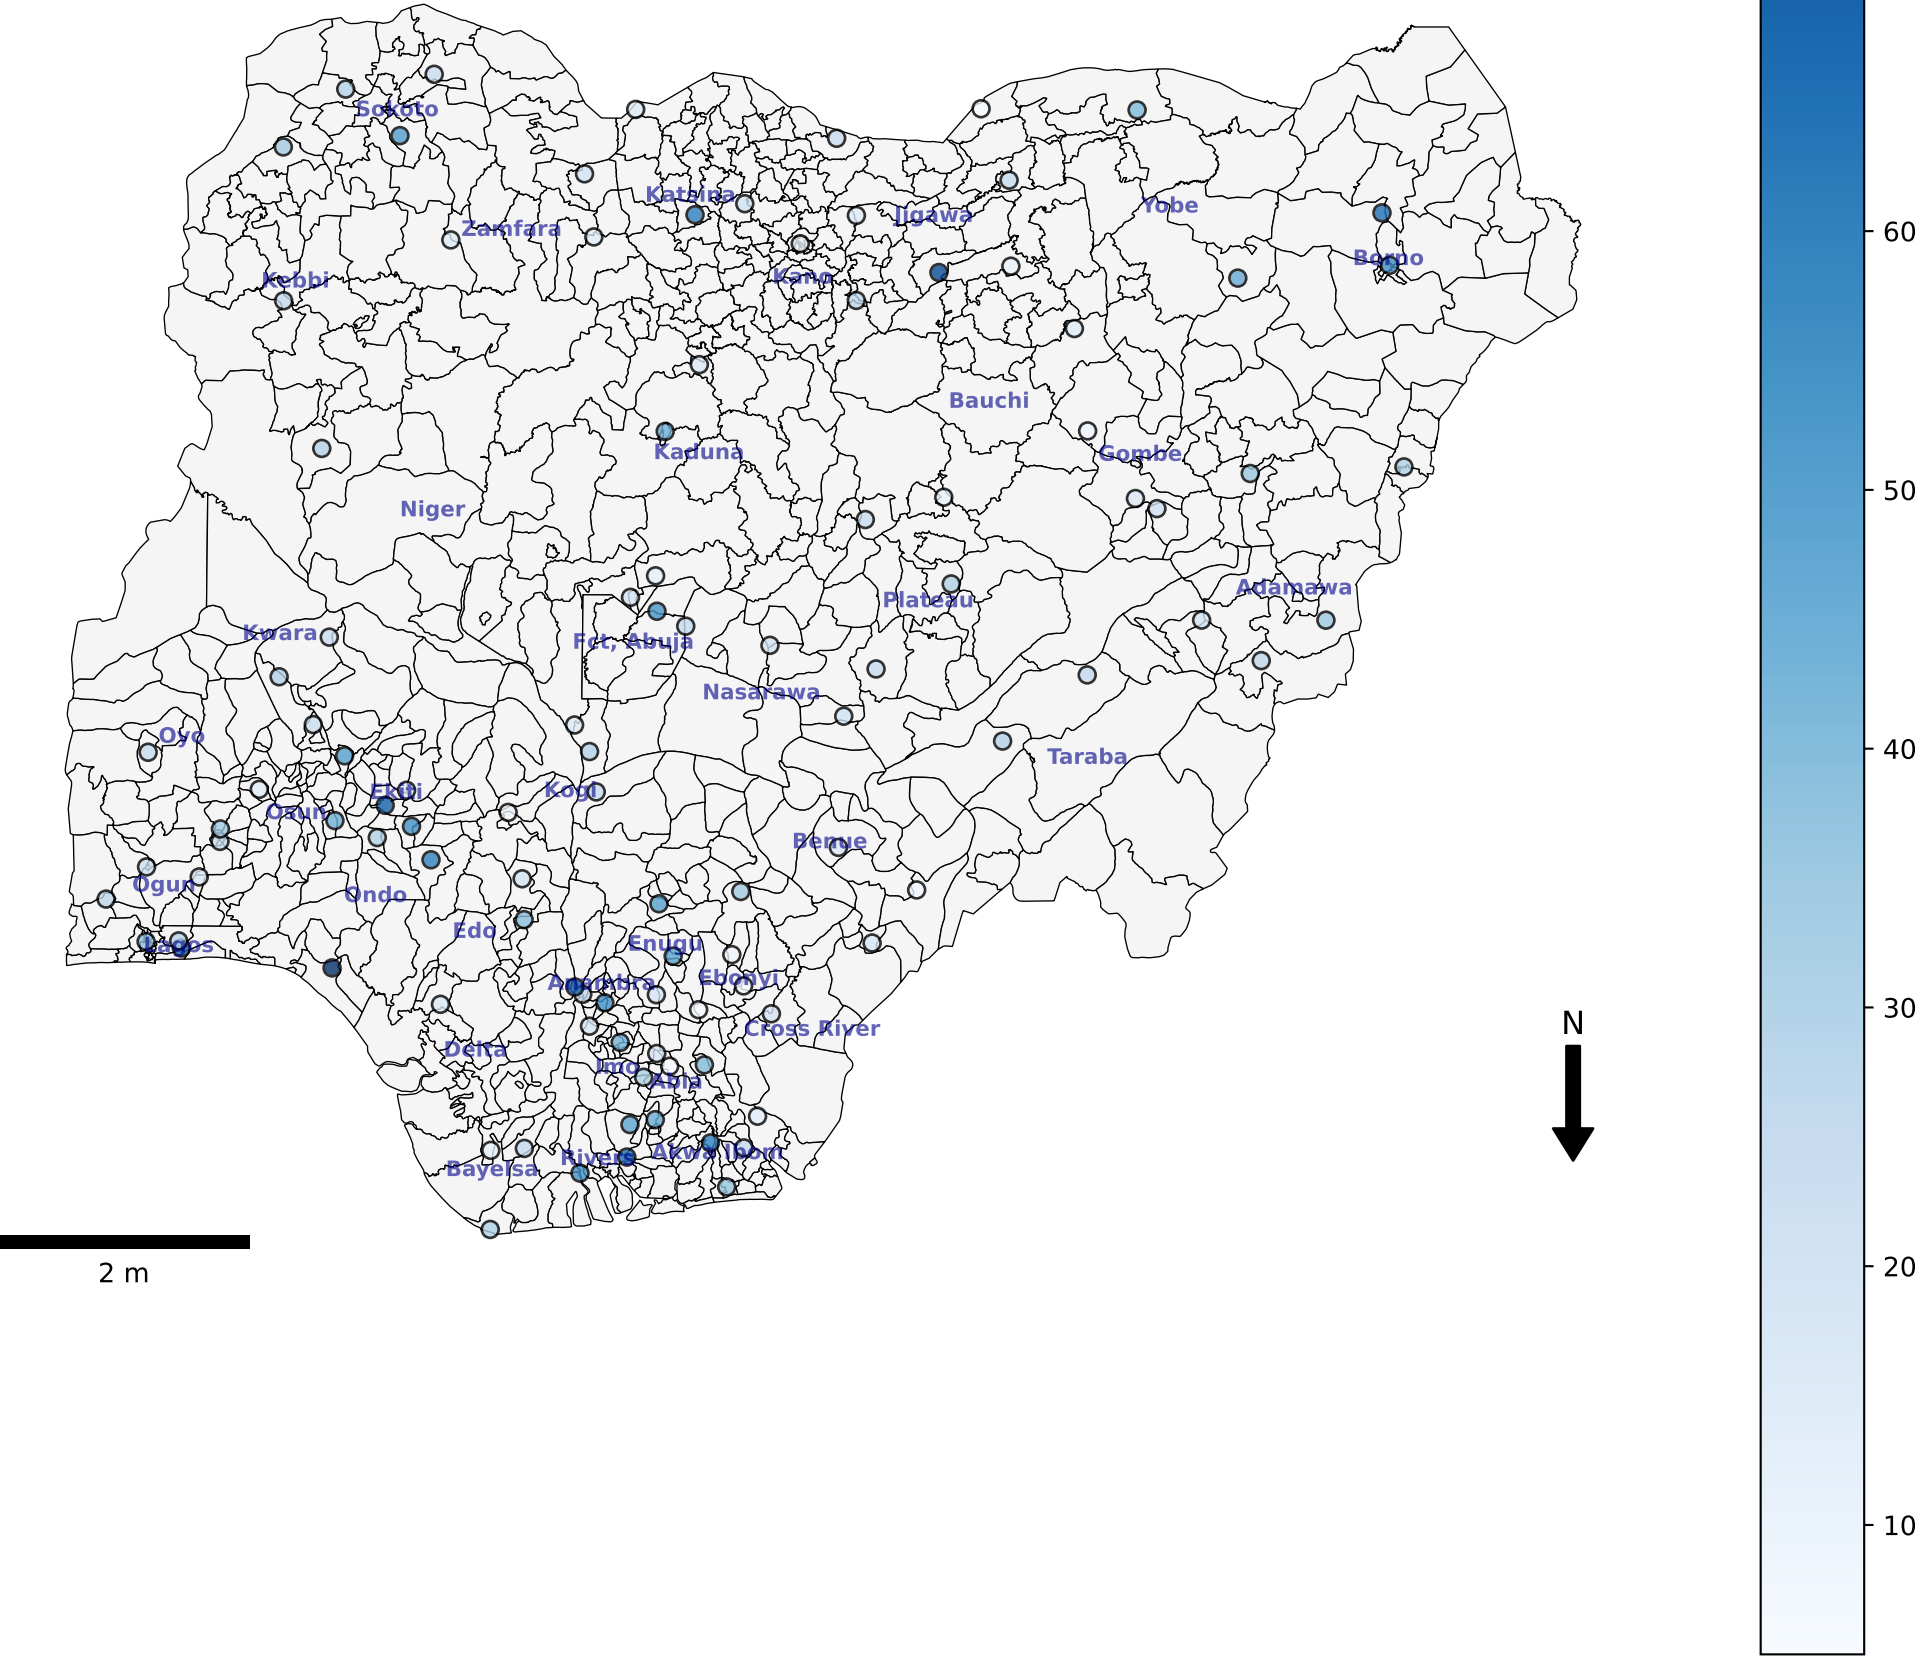 Sokoto
Katsina
Jigawa
Yobe
Zamfara
Borno
Kano
Kebbi
Bauchi
Kaduna
Gombe
Niger
Adamawa
Plateau
Kwara
Fct, Abuja
Nasarawa
Oyo
Taraba
Ekiti
Kogi
Osun
Benue
Ogun
Ondo
Edo
Enugu
Lagos
Ebonyi
Anambra
Cross River
Delta
Imo
Abia
Akwa Ibom
Rivers
Bayelsa
2 m
N
60
50
40
30
20
10